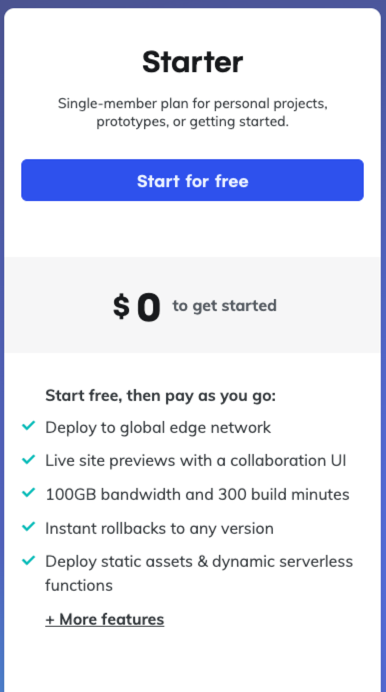 Starter
Single-member plan for personal projects,
prototypes, or getting started.
Start for free
$0 to get started
Start free, then pay as you go:
Deploy to global edge network
Live site previews with a collaboration UI
100GB bandwidth and 300 build minutes
Instant rollbacks to any version
Deploy static assets & dynamic serverless
functions
+ More features